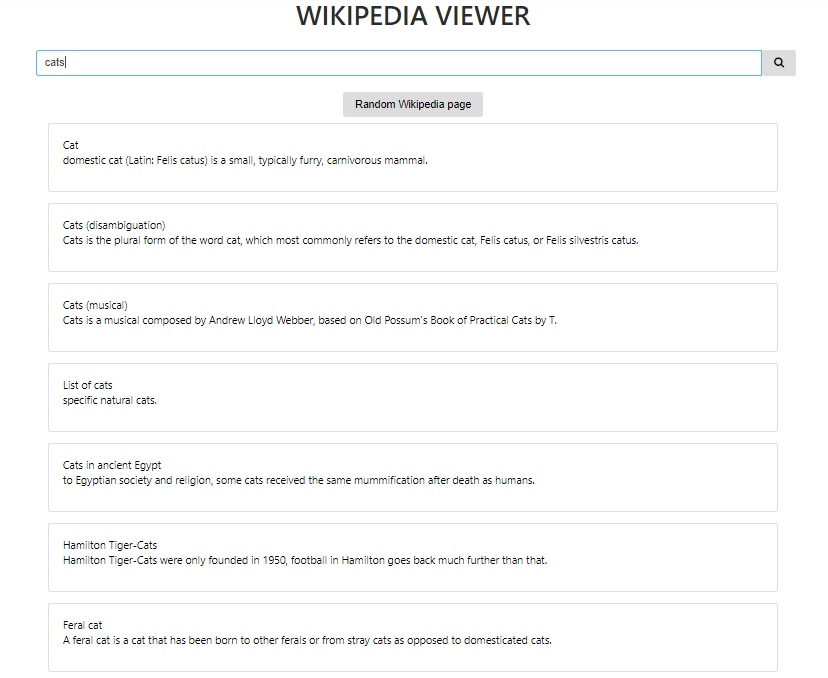 WIKIPEDIA VIEWER
cats
Random Wikipedia page
Cat
domestic cat (Latin: Felis catus) is a small, typically furry, carnivorous mammal.
Cats (disambiguation)
Cats is the plural form of the word cat, which most commonly refers to the domestic cat, Felis catus, or Felis silvestris catus.
Cats (musical)
Cats is a musical composed by Andrew Lloyd Webber, based on Old Possum's Book of Practical Cats by T.
List of cats
specific natural cats.
Cats in ancient Egypt
to Egyptian society and religion, some cats received the same mummification after death as humans.
Hamilton Tiger-Cats
Hamilton Tiger-Cats were only founded in 1950, football in Hamilton goes back much further than that.
Feral cat
A feral cat is a cat that has been born to other ferals or from stray cats as opposed to domesticated cats.